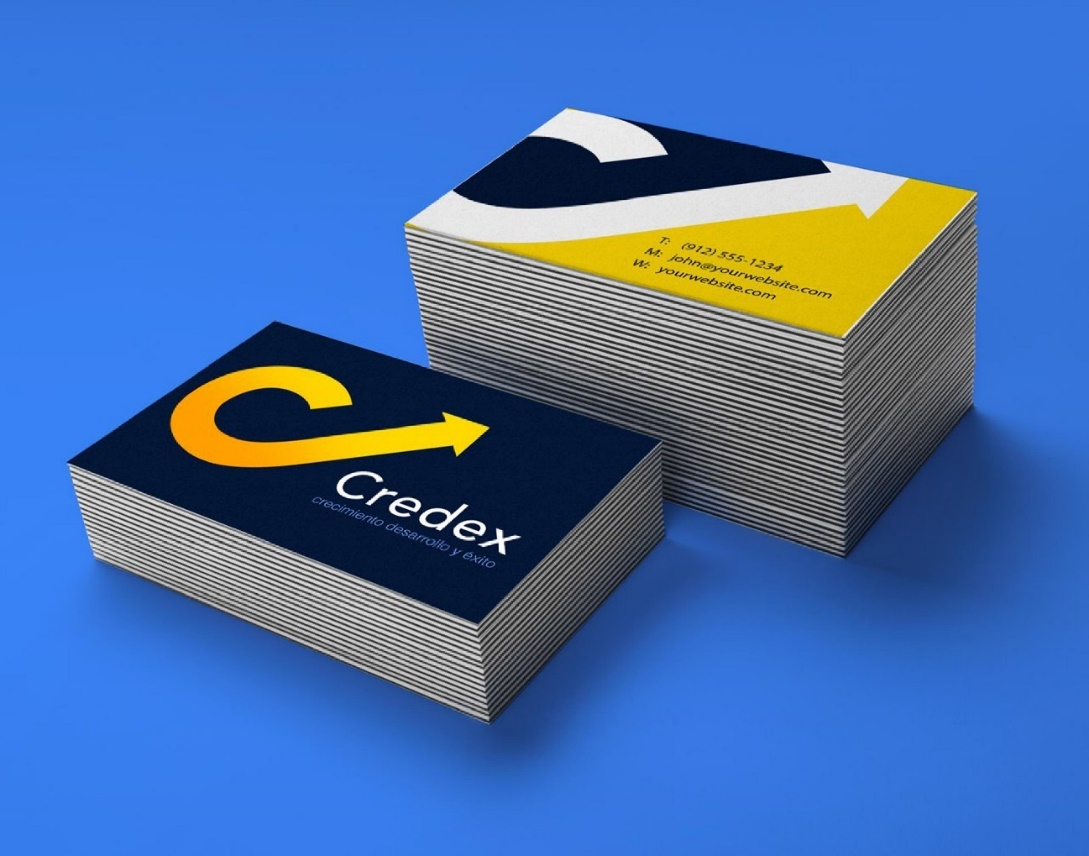 T: (912) 555-1234
M: john@yourwebsite.com
W: yourwebsite.com
Credex
crecimiento desarrollo y éxito